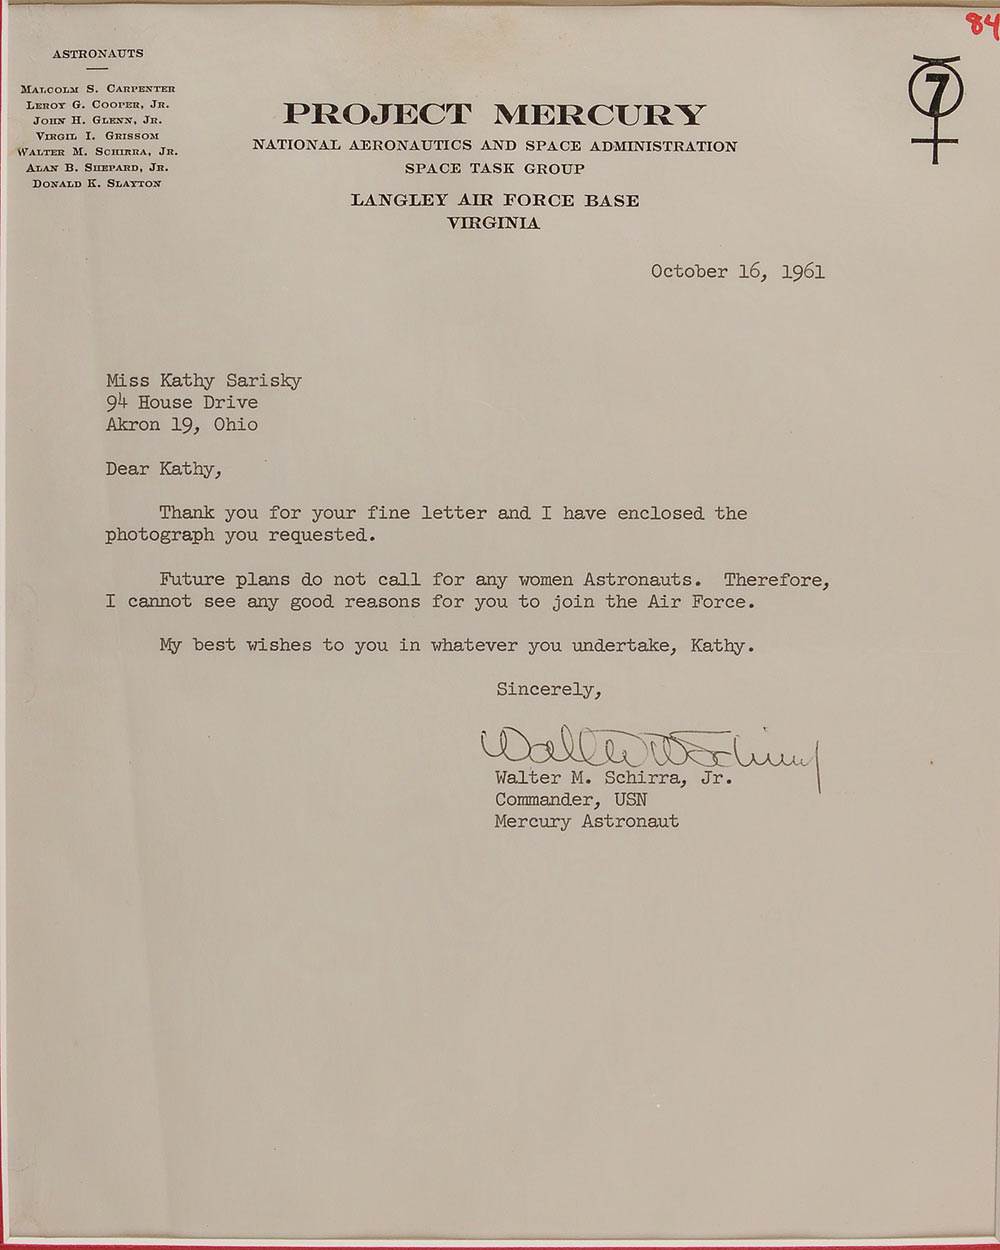 84
ASTRONAUTS
MALCOLM S. CARPENTER
LEROY G. COOPER, JR.
JOHN H. GLENN, JR.
VIRGIL I. GRISSOM
WALTER M. SCHIRRA, JR.
ALAN B. SHEPARD, JR.
DONALD K. SLAYTON
7
PROJECT MERCURY
NATIONAL AERONAUTICS AND SPACE ADMINISTRATION
SPACE TASK GROUP
LANGLEY AIR FORCE BASE
VIRGINIA
October 16, 1961
Miss Kathy Sarisky
94 House Drive
Akron 19, Ohio
Dear Kathy,
Thank you for your fine letter and I have enclosed the
photograph you requested.
Future plans do not call for any women Astronauts. Therefore,
I cannot see any good reasons for you to join the Air Force.
My best wishes to you in whatever you undertake, Kathy.
Sincerely,
Walter M Schirra Jr
Walter M. Schirra, Jr.
Commander, USN
Mercury Astronaut